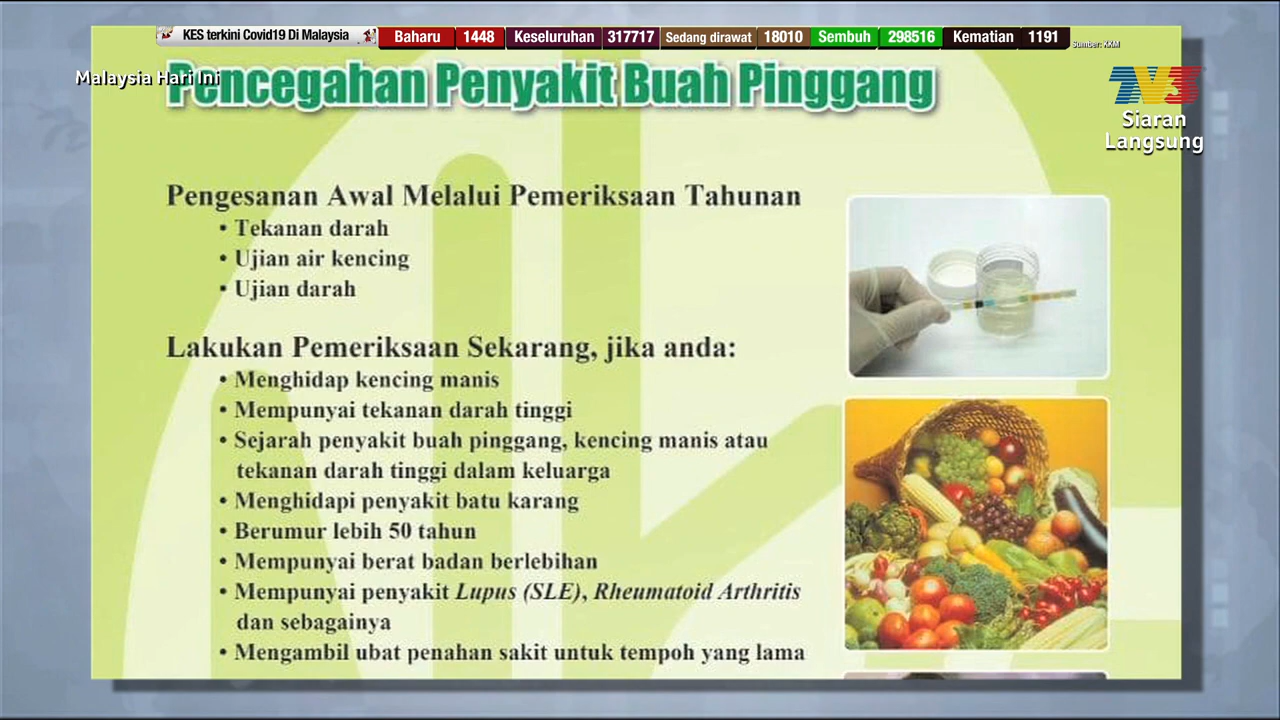 KES terkini Covid19 Di Malaysia Baharu 1448 Keseluruhan 317717 Sedang dirawat 18010 Sembuh 298516 Kematian 1191
Sumber: KKM
Malaysia Hari Ini
TV3
Siaran
Langsung
Pencegahan Penyakit Buah Pinggang
Pengesanan Awal Melalui Pemeriksaan Tahunan
• Tekanan darah
• Ujian air kencing
• Ujian darah
Lakukan Pemeriksaan Sekarang, jika anda:
• Menghidap kencing manis
• Mempunyai tekanan darah tinggi
• Sejarah penyakit buah pinggang, kencing manis atau
tekanan darah tinggi dalam keluarga
• Menghidapi penyakit batu karang
• Berumur lebih 50 tahun
• Mempunyai berat badan berlebihan
• Mempunyai penyakit Lupus (SLE), Rheumatoid Arthritis
dan sebagainya
• Mengambil ubat penahan sakit untuk tempoh yang lama